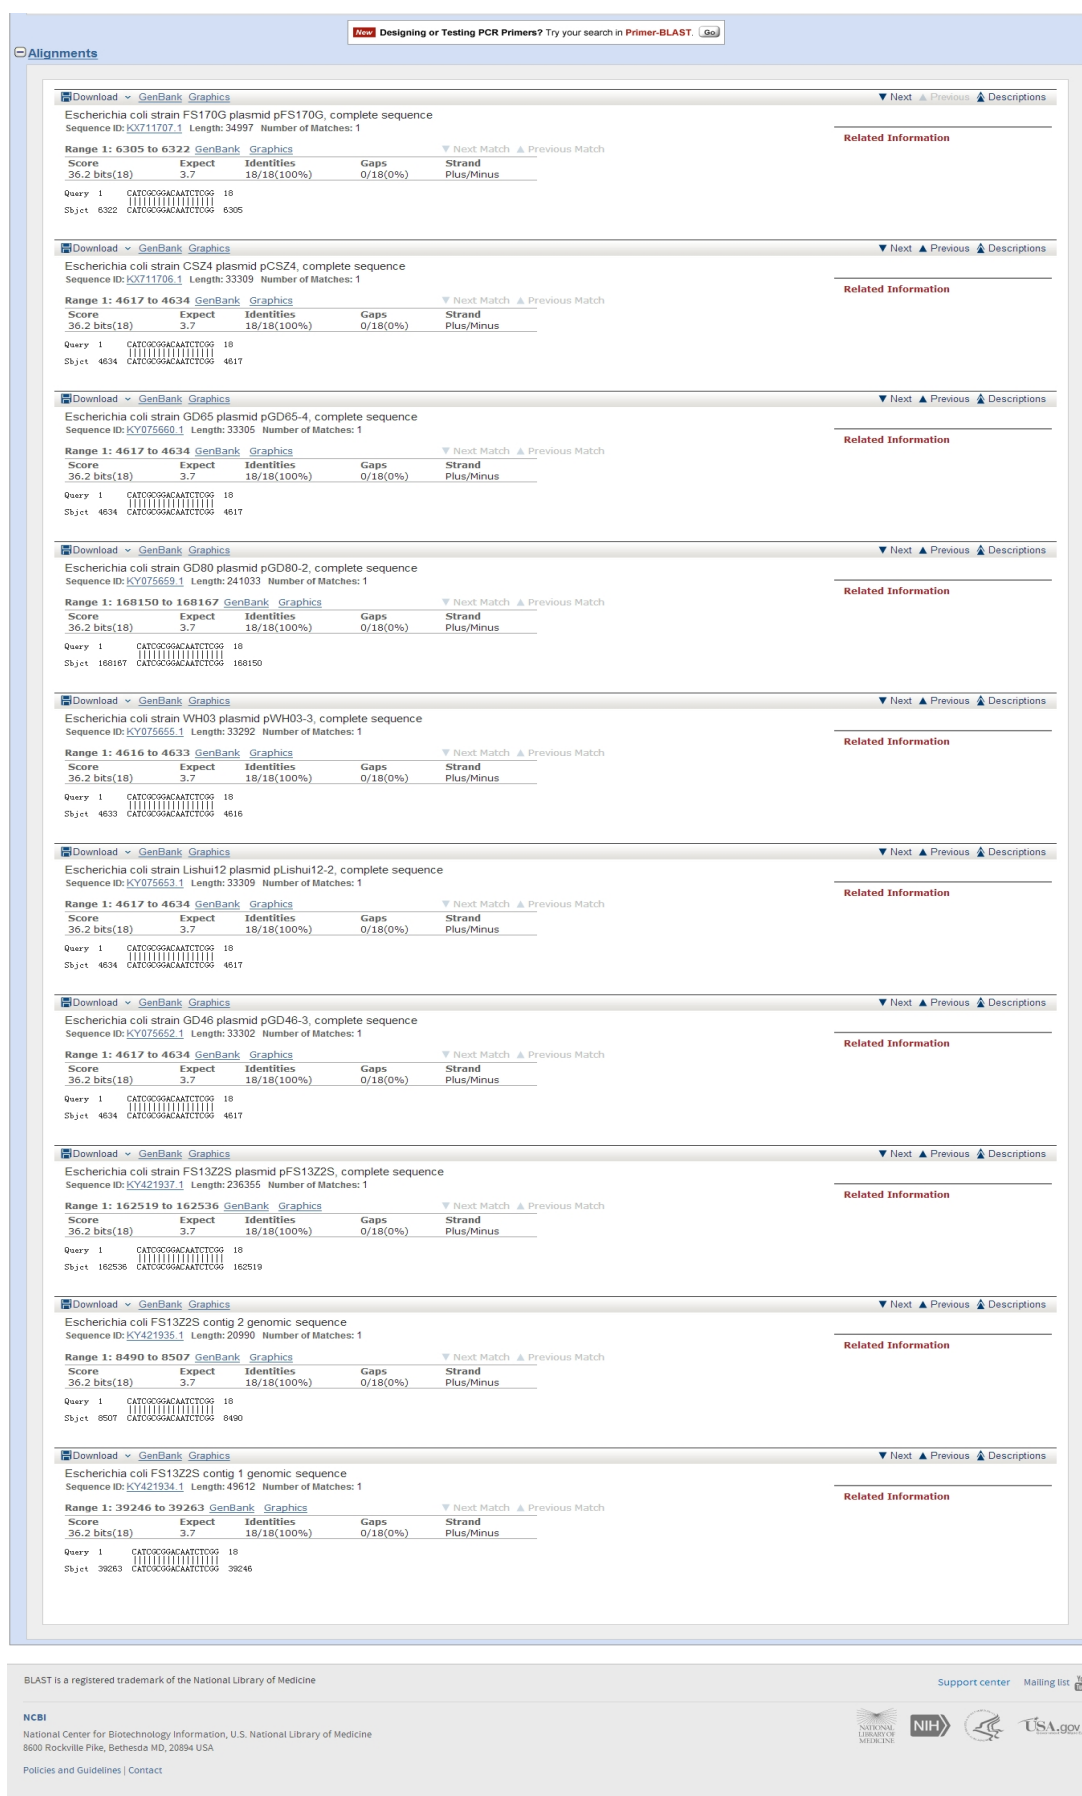 New Designing or Testing PCR Primers? Try your search in Primer-BLAST. Go
Alignments
Download GenBank Graphics Next Previous Descriptions
Escherichia coli strain FS170G plasmid pFS170G, complete sequence
Sequence ID: KX711707.1 Length: 34997 Number of Matches: 1
Related Information
Range 1: 6305 to 6322 GenBank Graphics Next Match Previous Match
Score Expect Identities Gaps Strand
36.2 bits(18) 3.7 18/18(100%) 0/18(0%) Plus/Minus
Query 1 CATCGCGGACAATCTCGG 18
Sbjct 6322 CATCGCGGACAATCTCGG 6305
Download GenBank Graphics Next Previous Descriptions
Escherichia coli strain CSZ4 plasmid pCSZ4, complete sequence
Sequence ID: KX711706.1 Length: 33309 Number of Matches: 1
Related Information
Range 1: 4617 to 4634 GenBank Graphics Next Match Previous Match
Score Expect Identities Gaps Strand
36.2 bits(18) 3.7 18/18(100%) 0/18(0%) Plus/Minus
Query 1 CATCGCGGACAATCTCGG 18
Sbjct 4634 CATCGCGGACAATCTCGG 4617
Download GenBank Graphics Next Previous Descriptions
Escherichia coli strain GD65 plasmid pGD65-4, complete sequence
Sequence ID: KY075660.1 Length: 33305 Number of Matches: 1
Related Information
Range 1: 4617 to 4634 GenBank Graphics Next Match Previous Match
Score Expect Identities Gaps Strand
36.2 bits(18) 3.7 18/18(100%) 0/18(0%) Plus/Minus
Query 1 CATCGCGGACAATCTCGG 18
Sbjct 4634 CATCGCGGACAATCTCGG 4617
Download GenBank Graphics Next Previous Descriptions
Escherichia coli strain GD80 plasmid pGD80-2, complete sequence
Sequence ID: KY075659.1 Length: 241033 Number of Matches: 1
Related Information
Range 1: 168150 to 168167 GenBank Graphics Next Match Previous Match
Score Expect Identities Gaps Strand
36.2 bits(18) 3.7 18/18(100%) 0/18(0%) Plus/Minus
Query 1 CATCGCGGACAATCTCGG 18
Sbjct 168167 CATCGCGGACAATCTCGG 168150
Download GenBank Graphics Next Previous Descriptions
Escherichia coli strain WH03 plasmid pWH03-3, complete sequence
Sequence ID: KY075655.1 Length: 33292 Number of Matches: 1
Related Information
Range 1: 4616 to 4633 GenBank Graphics Next Match Previous Match
Score Expect Identities Gaps Strand
36.2 bits(18) 3.7 18/18(100%) 0/18(0%) Plus/Minus
Query 1 CATCGCGGACAATCTCGG 18
Sbjct 4633 CATCGCGGACAATCTCGG 4616
Download GenBank Graphics Next Previous Descriptions
Escherichia coli strain Lishui12 plasmid pLishui12-2, complete sequence
Sequence ID: KY075653.1 Length: 33309 Number of Matches: 1
Related Information
Range 1: 4617 to 4634 GenBank Graphics Next Match Previous Match
Score Expect Identities Gaps Strand
36.2 bits(18) 3.7 18/18(100%) 0/18(0%) Plus/Minus
Query 1 CATCGCGGACAATCTCGG 18
Sbjct 4634 CATCGCGGACAATCTCGG 4617
Download GenBank Graphics Next Previous Descriptions
Escherichia coli strain GD46 plasmid pGD46-3, complete sequence
Sequence ID: KY075652.1 Length: 33302 Number of Matches: 1
Related Information
Range 1: 4617 to 4634 GenBank Graphics Next Match Previous Match
Score Expect Identities Gaps Strand
36.2 bits(18) 3.7 18/18(100%) 0/18(0%) Plus/Minus
Query 1 CATCGCGGACAATCTCGG 18
Sbjct 4634 CATCGCGGACAATCTCGG 4617
Download GenBank Graphics Next Previous Descriptions
Escherichia coli strain FS13Z2S plasmid pFS13Z2S, complete sequence
Sequence ID: KY421937.1 Length: 236355 Number of Matches: 1
Related Information
Range 1: 162519 to 162536 GenBank Graphics Next Match Previous Match
Score Expect Identities Gaps Strand
36.2 bits(18) 3.7 18/18(100%) 0/18(0%) Plus/Minus
Query 1 CATCGCGGACAATCTCGG 18
Sbjct 162536 CATCGCGGACAATCTCGG 162519
Download GenBank Graphics Next Previous Descriptions
Escherichia coli FS13Z2S contig 2 genomic sequence
Sequence ID: KY421935.1 Length: 20990 Number of Matches: 1
Related Information
Range 1: 8490 to 8507 GenBank Graphics Next Match Previous Match
Score Expect Identities Gaps Strand
36.2 bits(18) 3.7 18/18(100%) 0/18(0%) Plus/Minus
Query 1 CATCGCGGACAATCTCGG 18
Sbjct 8507 CATCGCGGACAATCTCGG 8490
Download GenBank Graphics Next Previous Descriptions
Escherichia coli FS13Z2S contig 1 genomic sequence
Sequence ID: KY421934.1 Length: 49612 Number of Matches: 1
Related Information
Range 1: 39246 to 39263 GenBank Graphics Next Match Previous Match
Score Expect Identities Gaps Strand
36.2 bits(18) 3.7 18/18(100%) 0/18(0%) Plus/Minus
Query 1 CATCGCGGACAATCTCGG 18
Sbjct 39263 CATCGCGGACAATCTCGG 39246
BLAST is a registered trademark of the National Library of Medicine Support center Mailing list
NCBI
National Center for Biotechnology Information, U.S. National Library of Medicine
8600 Rockville Pike, Bethesda MD, 20894 USA
Policies and Guidelines | Contact
NATIONAL LIBRARY OF MEDICINE NIH USA.gov